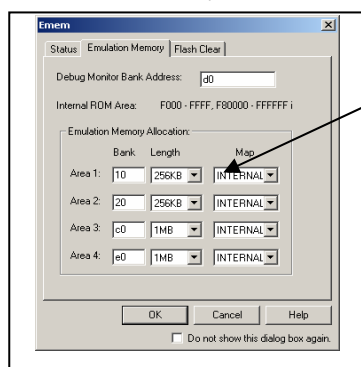 Emem
Status Emulation Memory Flash Clear
Debug Monitor Bank Address: d0
Internal ROM Area: F000 - FFFF, F80000 - FFFFFF i
Emulation Memory Allocation:
Bank Length Map
Area 1: 10 256KB INTERNAL
Area 2: 20 256KB INTERNAL
Area 3: c0 1MB INTERNAL
Area 4: e0 1MB INTERNAL
OK Cancel Help
Do not show this dialog box again.